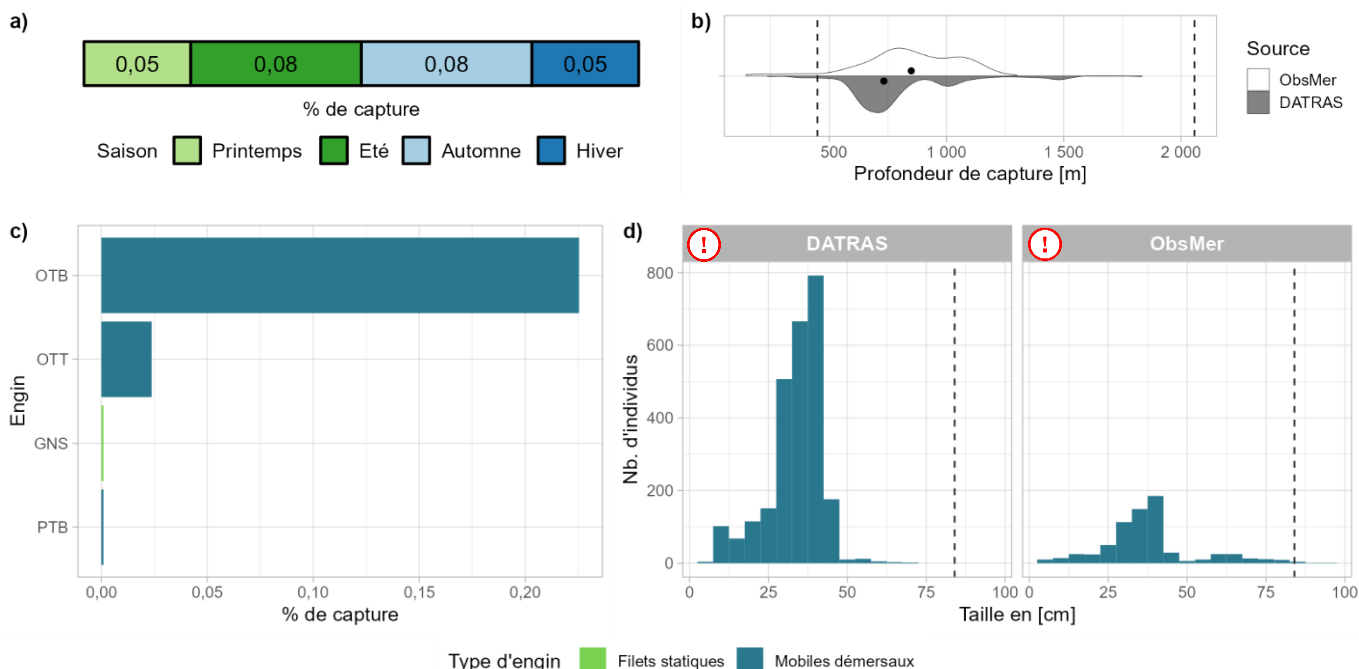 a)
0,05 0,08 0,08 0,05
% de capture
Saison Printemps Eté Automne Hiver
b)
500 1 000 1 500 2 000
Profondeur de capture [m]
Source
ObsMer
DATRAS
c)
Engin
OTB
OTT
GNS
PTB
0,00 0,05 0,10 0,15 0,20
% de capture
d)
! DATRAS ! ObsMer
Nb. d'individus
800
600
400
200
0
0 25 50 75 100 0 25 50 75 100
Taille en [cm]
Type d'engin Filets statiques Mobiles démersaux